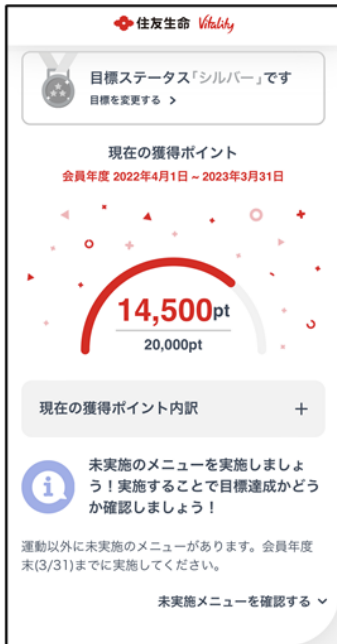 住友生命 Vitality
目標ステータス「シルバー」です
目標を変更する >
現在の獲得ポイント
会員年度 2022年4月1日 ~ 2023年3月31日
14,500pt
20,000pt
現在の獲得ポイント内訳 +
未実施のメニューを実施しましょ
う！実施することで目標達成かどう
か確認しましょう！
運動以外に未実施のメニューがあります。会員年度
末(3/31)までに実施してください。
未実施メニューを確認する